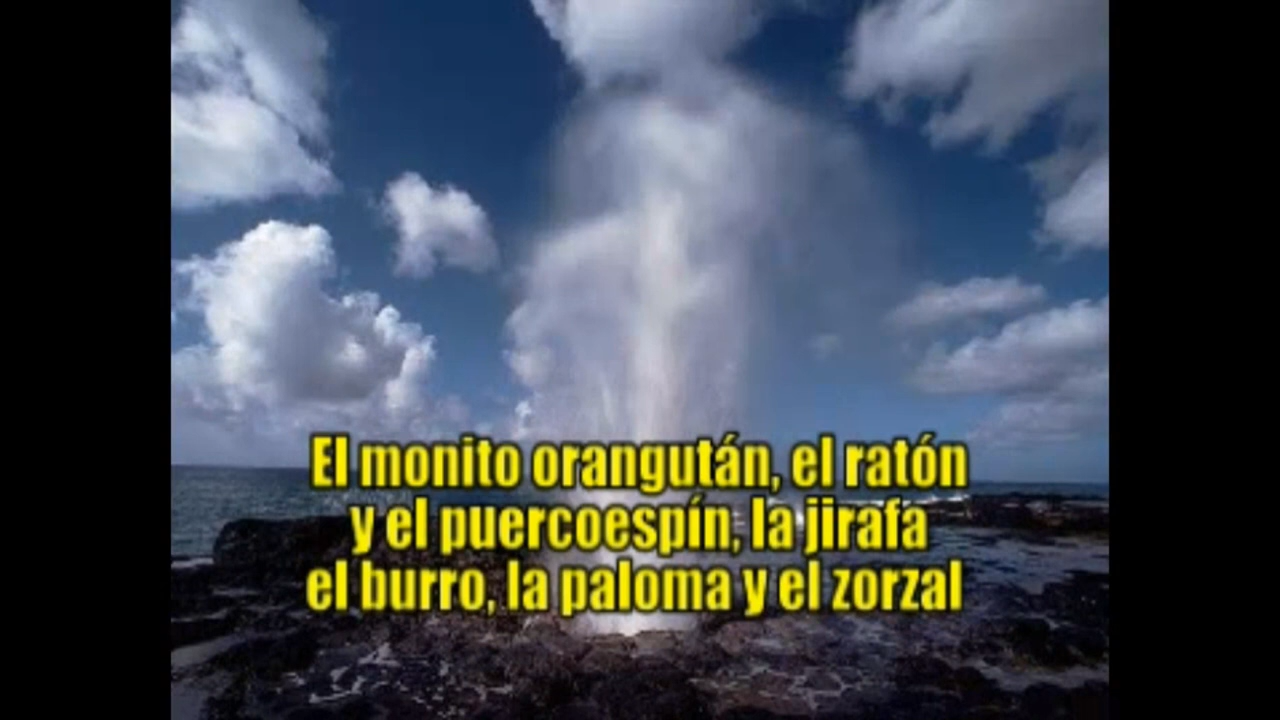 El monito orangután, el ratón
y el puercoespín, la jirafa
el burro, la paloma y el zorzal